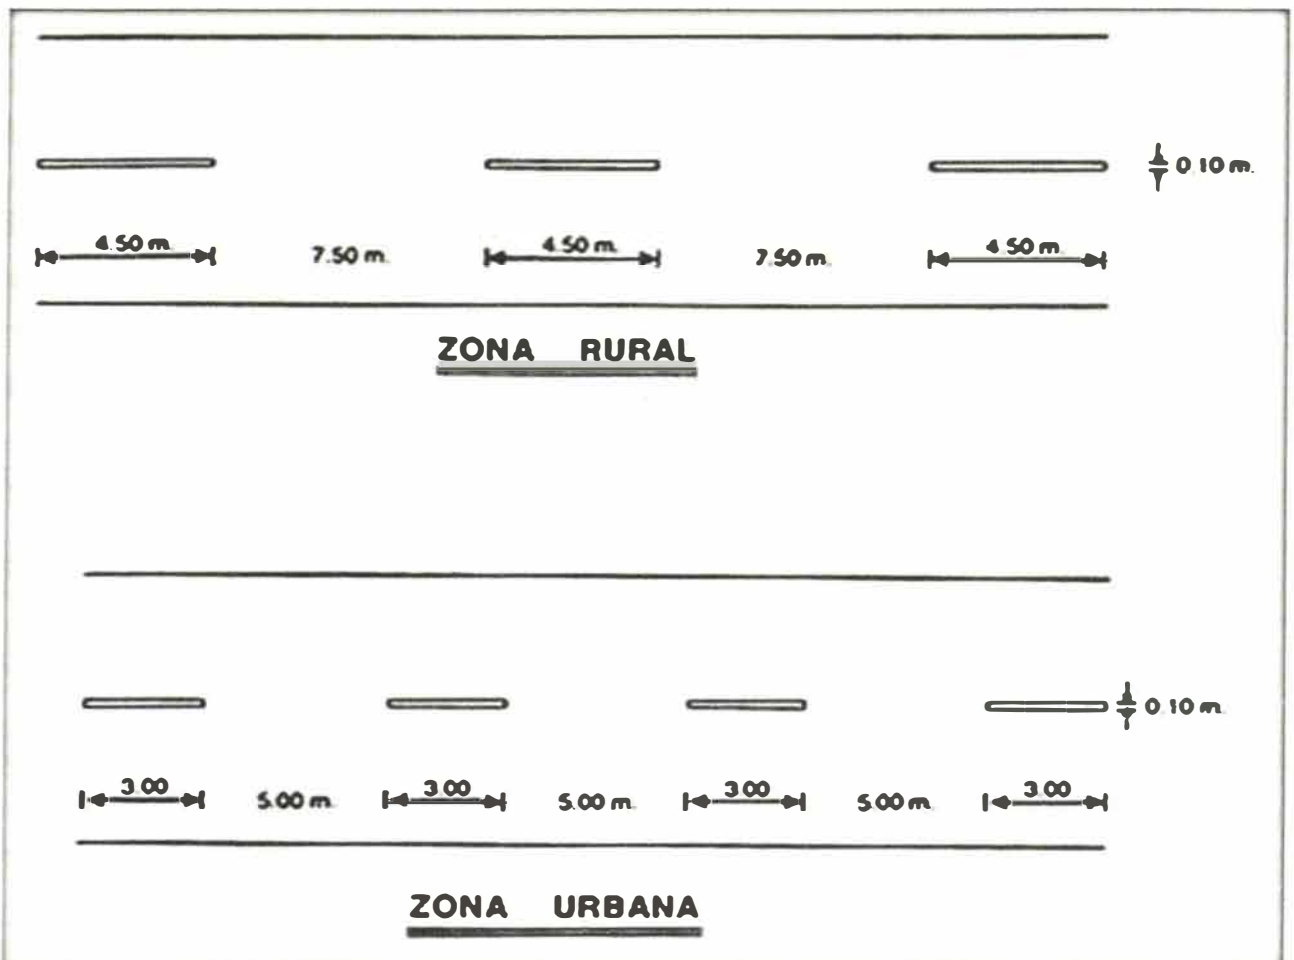 0.10 m.
4.50 m. 7.50 m. 4.50 m. 7.50 m. 4.50 m.
ZONA RURAL
0.10 m.
3.00 5.00 m. 3.00 5.00 m. 3.00 5.00 m. 3.00
ZONA URBANA